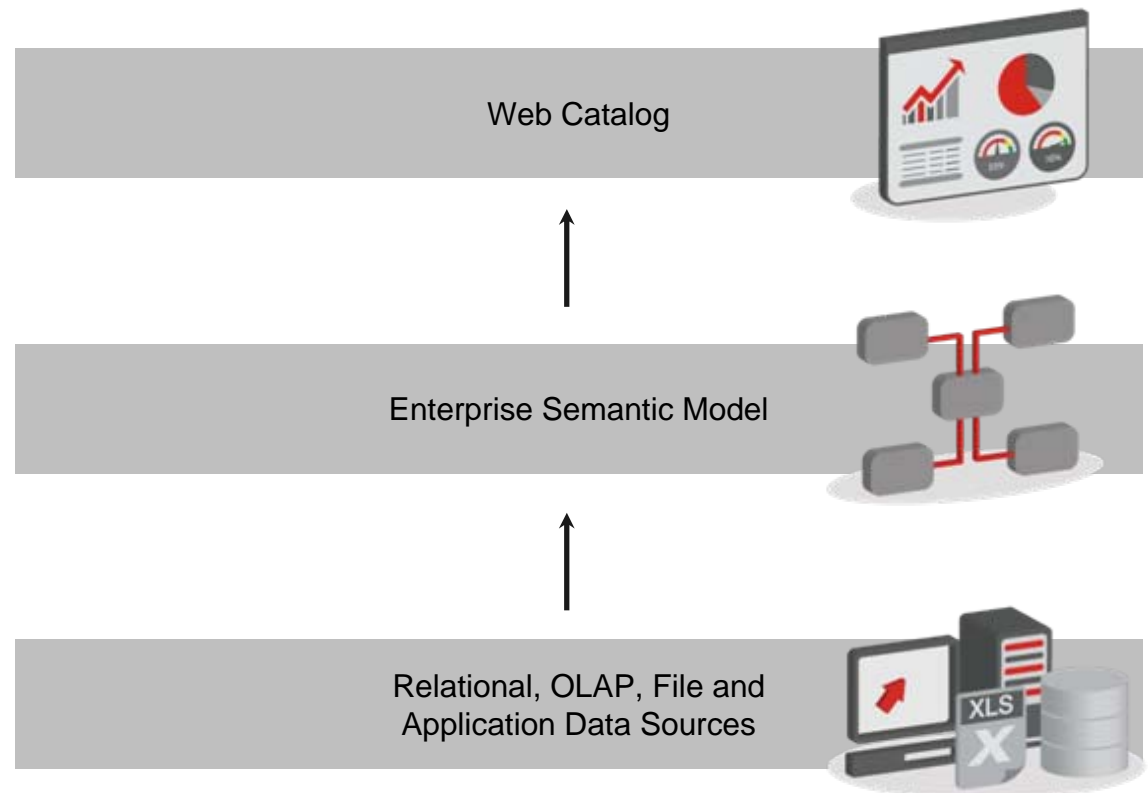 Web Catalog
Enterprise Semantic Model
Relational, OLAP, File and
Application Data Sources
XLS
X